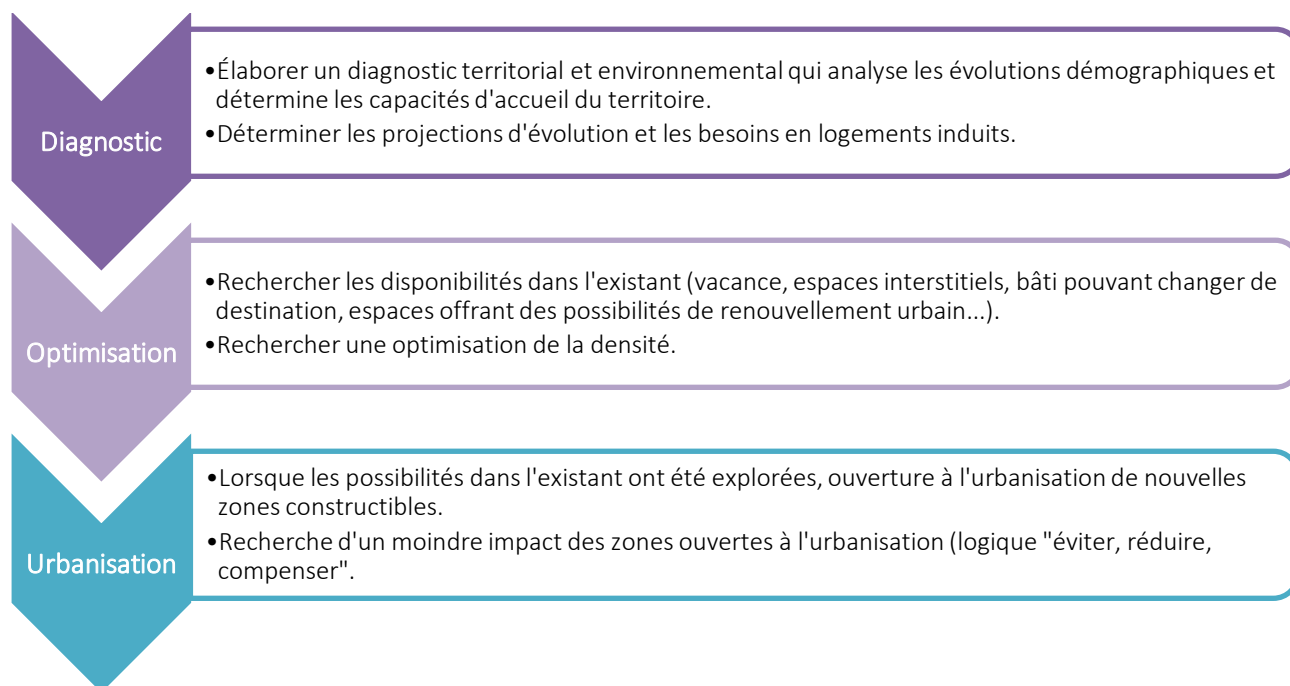 Diagnostic
•Élaborer un diagnostic territorial et environnemental qui analyse les évolutions démographiques et
détermine les capacités d'accueil du territoire.
•Déterminer les projections d'évolution et les besoins en logements induits.
Optimisation
•Rechercher les disponibilités dans l'existant (vacance, espaces interstitiels, bâti pouvant changer de
destination, espaces offrant des possibilités de renouvellement urbain...).
•Rechercher une optimisation de la densité.
Urbanisation
•Lorsque les possibilités dans l'existant ont été explorées, ouverture à l'urbanisation de nouvelles
zones constructibles.
•Recherche d'un moindre impact des zones ouvertes à l'urbanisation (logique "éviter, réduire,
compenser".